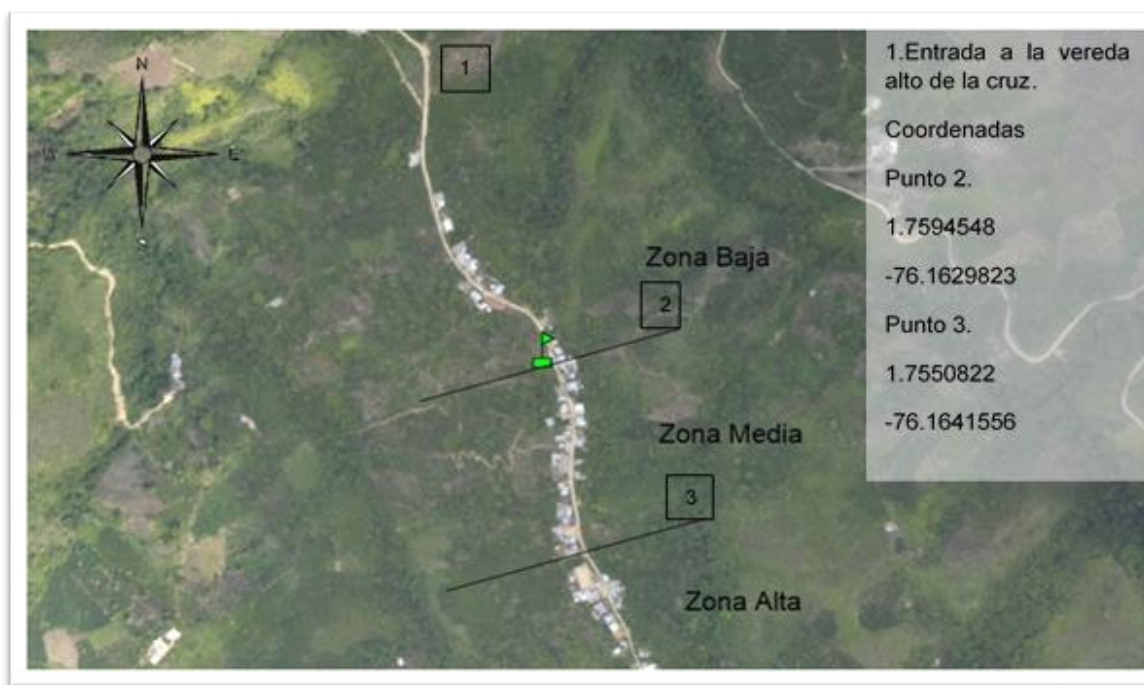 N
1
W
E
Zona Baja
2
Zona Media
3
Zona Alta
1.Entrada a la vereda
alto de la cruz.
Coordenadas
Punto 2.
1.7594548
-76.1629823
Punto 3.
1.7550822
-76.1641556